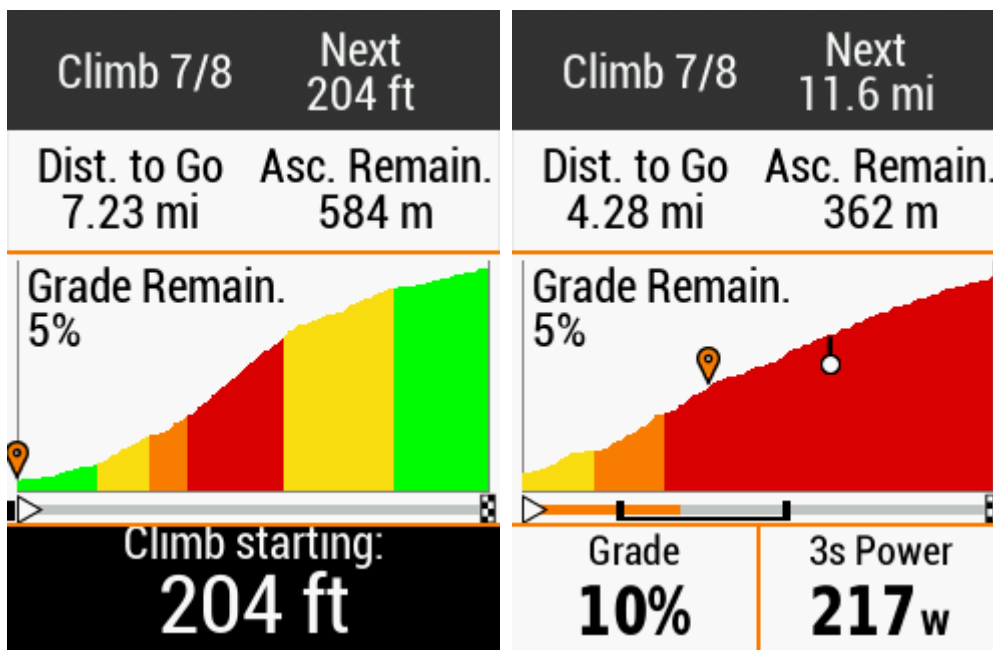 Climb 7/8
Next
204 ft
Dist. to Go
7.23 mi
Asc. Remain.
584 m
Grade Remain.
5%
Climb starting:
204 ft
Climb 7/8
Next
11.6 mi
Dist. to Go
4.28 mi
Asc. Remain.
362 m
Grade Remain.
5%
Grade
10%
3s Power
217 w